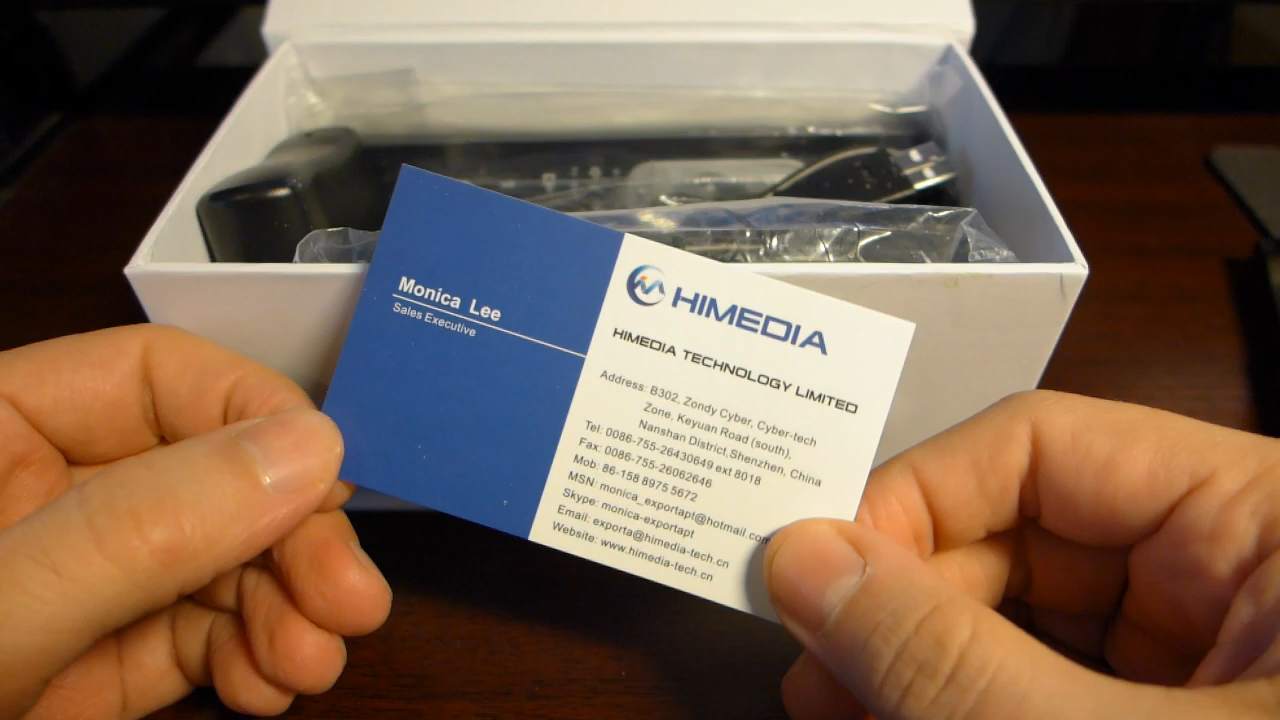 Monica Lee
Sales Executive
HIMEDIA
HIMEDIA TECHNOLOGY LIMITED
Address: B302, Zondy Cyber, Cyber-tech
Zone, Keyuan Road (south),
Nanshan District,Shenzhen, China
Tel: 0086-755-26430649 ext 8018
Fax: 0086-755-26062646
Mob: 86-158 8975 5672
MSN: monica_exportapt@hotmail.com
Skype: monica-exportapt
Email: exporta@himedia-tech.cn
Website: www.himedia-tech.cn